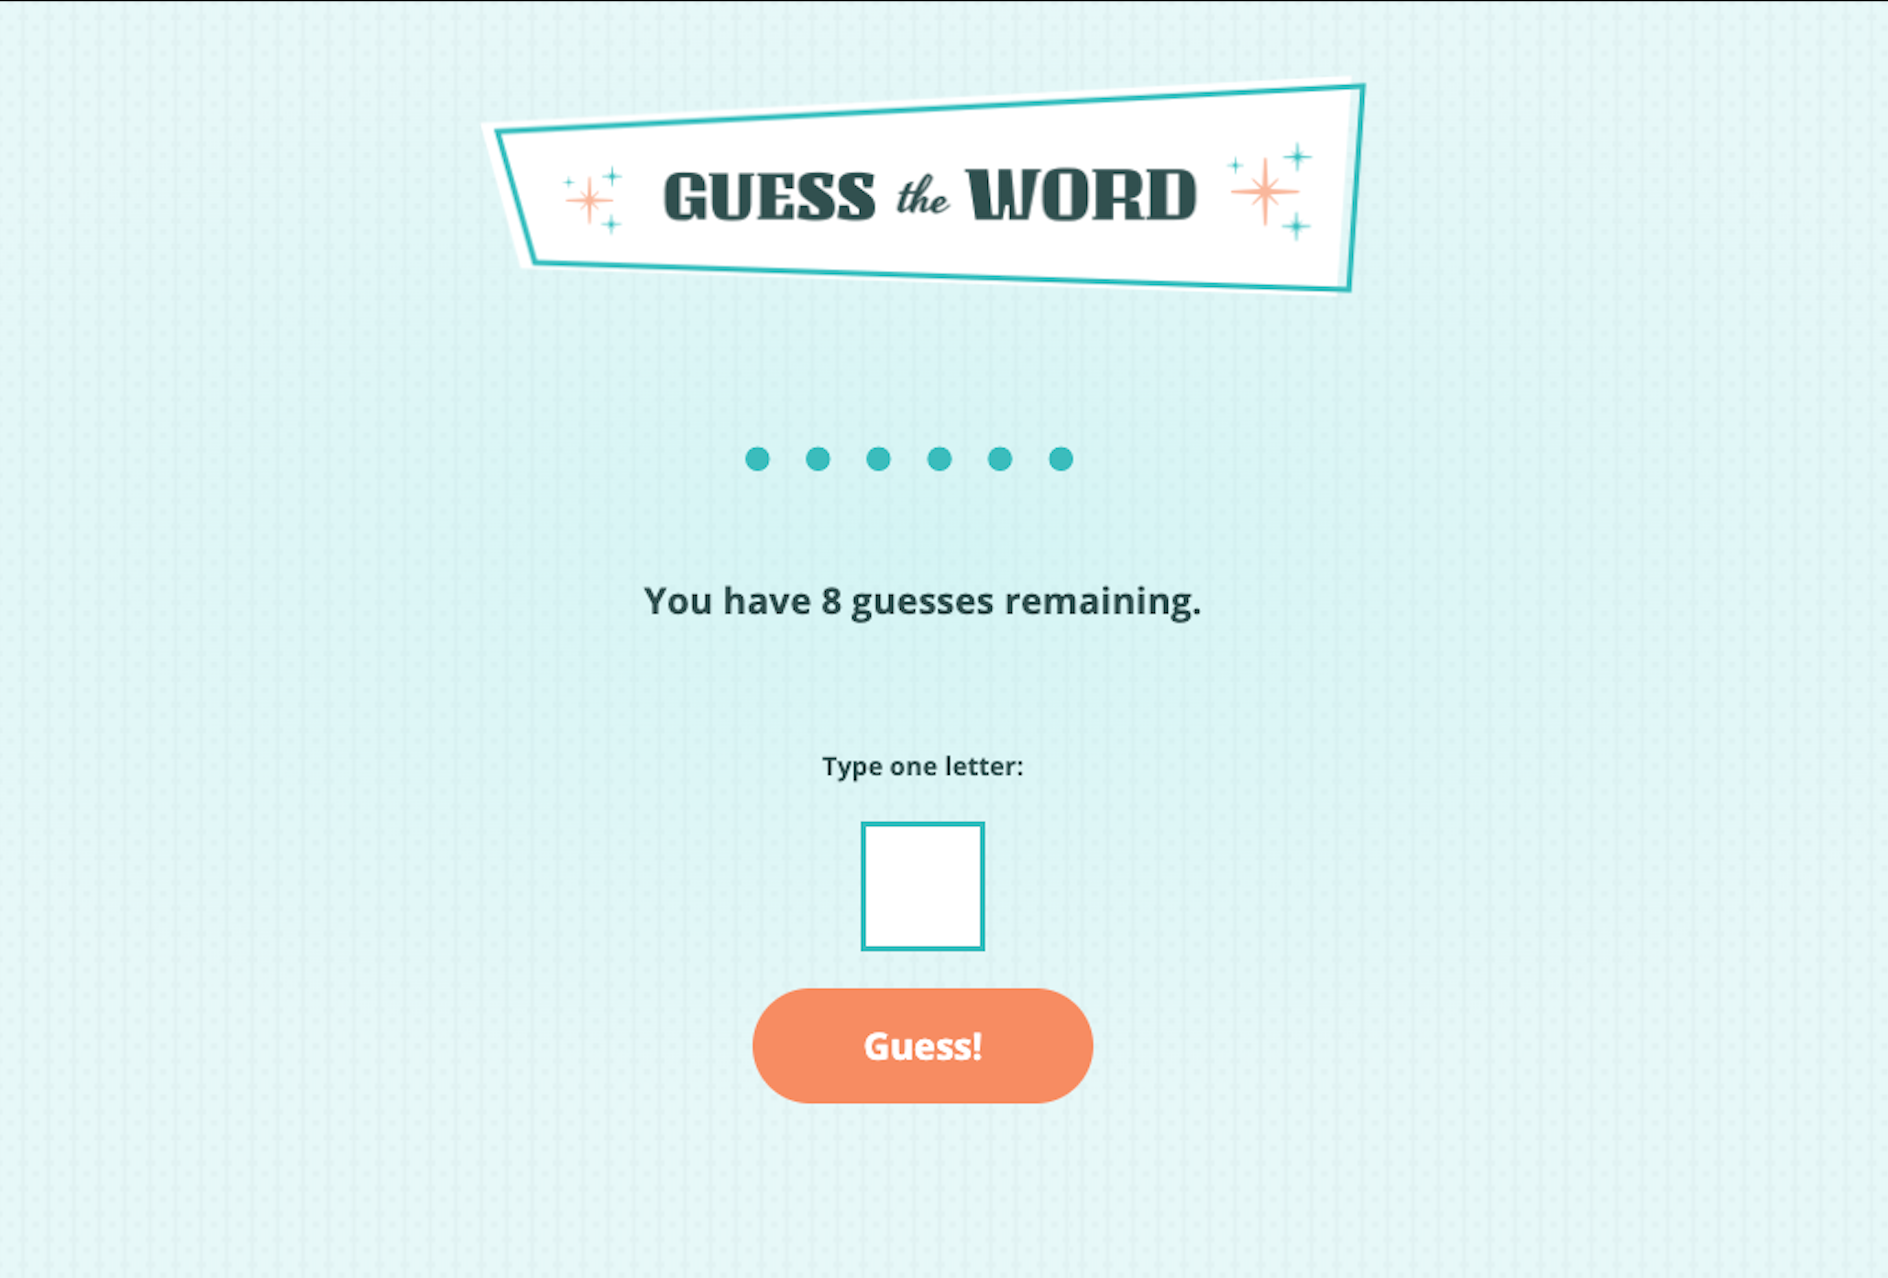 GUESS the WORD
● ● ● ● ● ●
You have 8 guesses remaining.
Type one letter:
Guess!